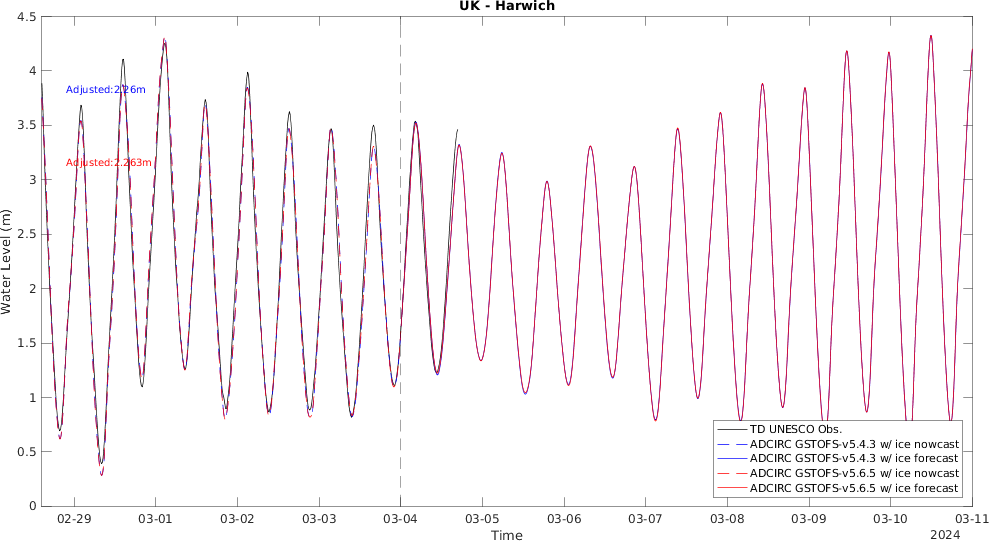 UK - Harwich
4.5
4
3.5
3
2.5
2
1.5
1
0.5
0
Water Level (m)
Adjusted:2.26m
Adjusted:2.263m
TD UNESCO Obs.
ADCIRC GSTOFS-v5.4.3 w/ ice nowcast
ADCIRC GSTOFS-v5.4.3 w/ ice forecast
ADCIRC GSTOFS-v5.6.5 w/ ice nowcast
ADCIRC GSTOFS-v5.6.5 w/ ice forecast
02-29 03-01 03-02 03-03 03-04 03-05 03-06 03-07 03-08 03-09 03-10 03-11
Time
2024